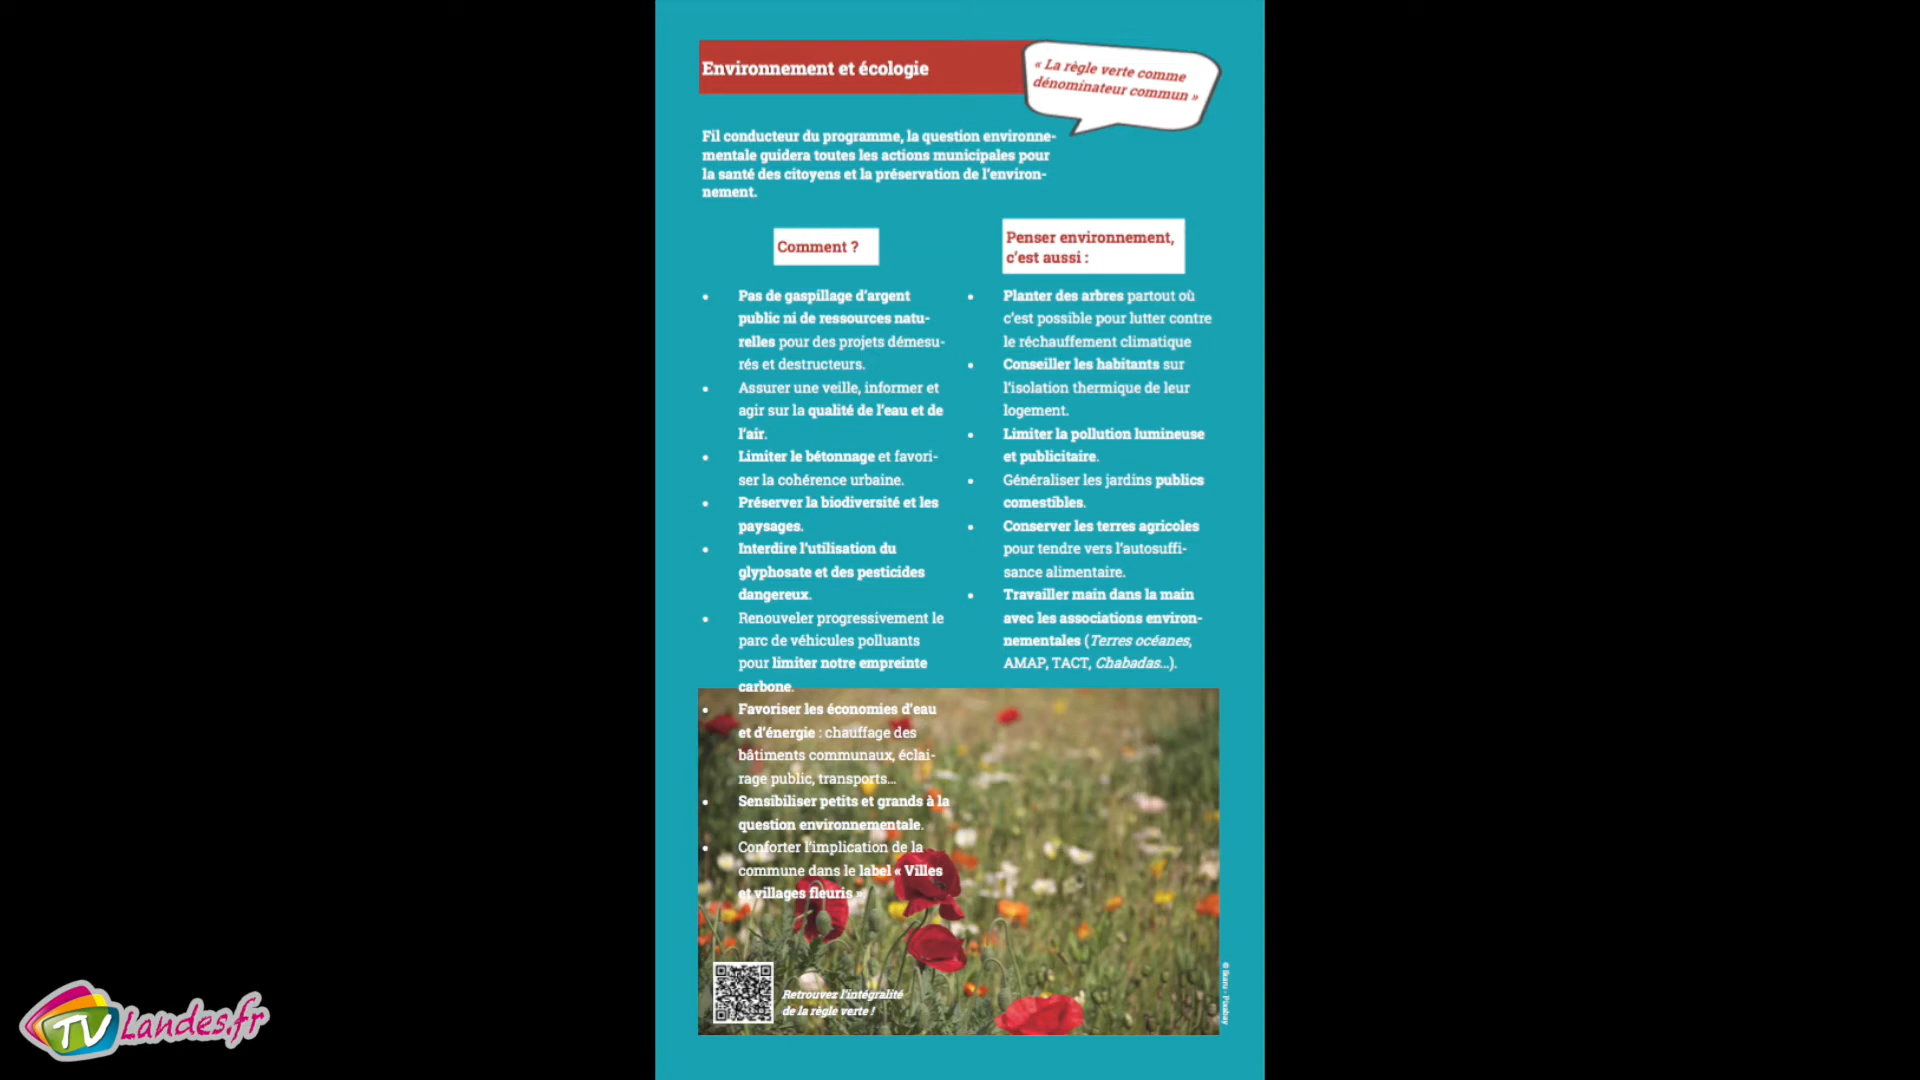 Environnement et écologie
« La règle verte comme
dénominateur commun »
Fil conducteur du programme, la question environne-
mentale guidera toutes les actions municipales pour
la santé des citoyens et la préservation de l'environ-
nement.
Comment ?
• Pas de gaspillage d'argent
public ni de ressources natu-
relles pour des projets démesu-
rés et destructeurs.
• Assurer une veille, informer et
agir sur la qualité de l'eau et de
l'air.
• Limiter le bétonnage et favori-
ser la cohérence urbaine.
• Préserver la biodiversité et les
paysages.
• Interdire l'utilisation du
glyphosate et des pesticides
dangereux.
• Renouveler progressivement le
parc de véhicules polluants
pour limiter notre empreinte
carbone.
• Favoriser les économies d'eau
et d'énergie : chauffage des
bâtiments communaux, éclai-
rage public, transports...
• Sensibiliser petits et grands à la
question environnementale.
• Conforter l'implication de la
commune dans le label « Villes
et villages fleuris ».
Penser environnement,
c'est aussi :
• Planter des arbres partout où
c'est possible pour lutter contre
le réchauffement climatique
• Conseiller les habitants sur
l'isolation thermique de leur
logement.
• Limiter la pollution lumineuse
et publicitaire.
• Généraliser les jardins publics
comestibles.
• Conserver les terres agricoles
pour tendre vers l'autosuffi-
sance alimentaire.
• Travailler main dans la main
avec les associations environ-
nementales (Terres océanes,
AMAP, TACT, Chabadas...).
Retrouvez l'intégralité
de la règle verte !
Pixabay
TV Landes.fr